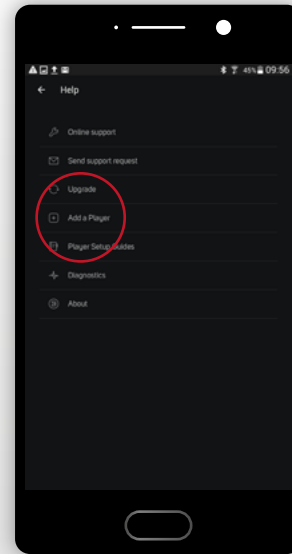 45% 09:56
Help
Online support
Send support request
Upgrade
Add a Player
Player Setup Guides
Diagnostics
About